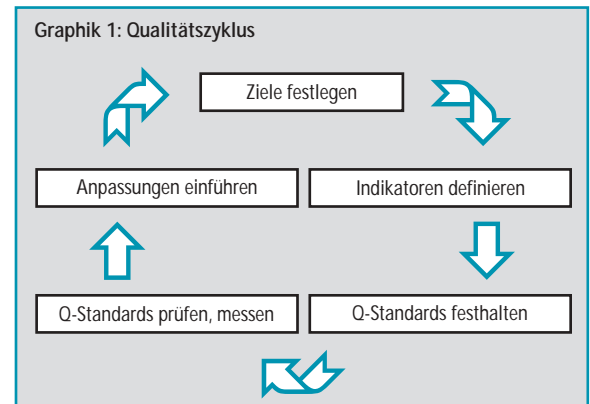 Graphik 1: Qualitätszyklus
Ziele festlegen
Anpassungen einführen
Indikatoren definieren
Q-Standards prüfen, messen
Q-Standards festhalten